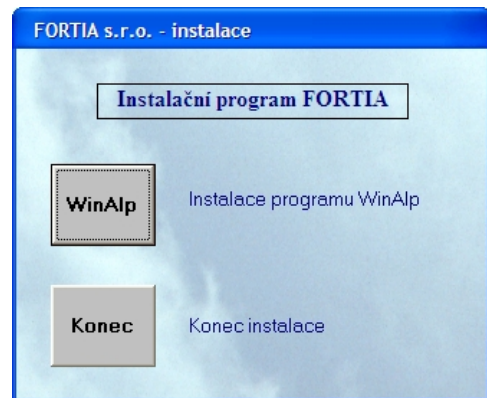 FORTIA s.r.o. - instalace
Instalační program FORTIA
WinAlp
Instalace programu WinAlp
Konec
Konec instalace